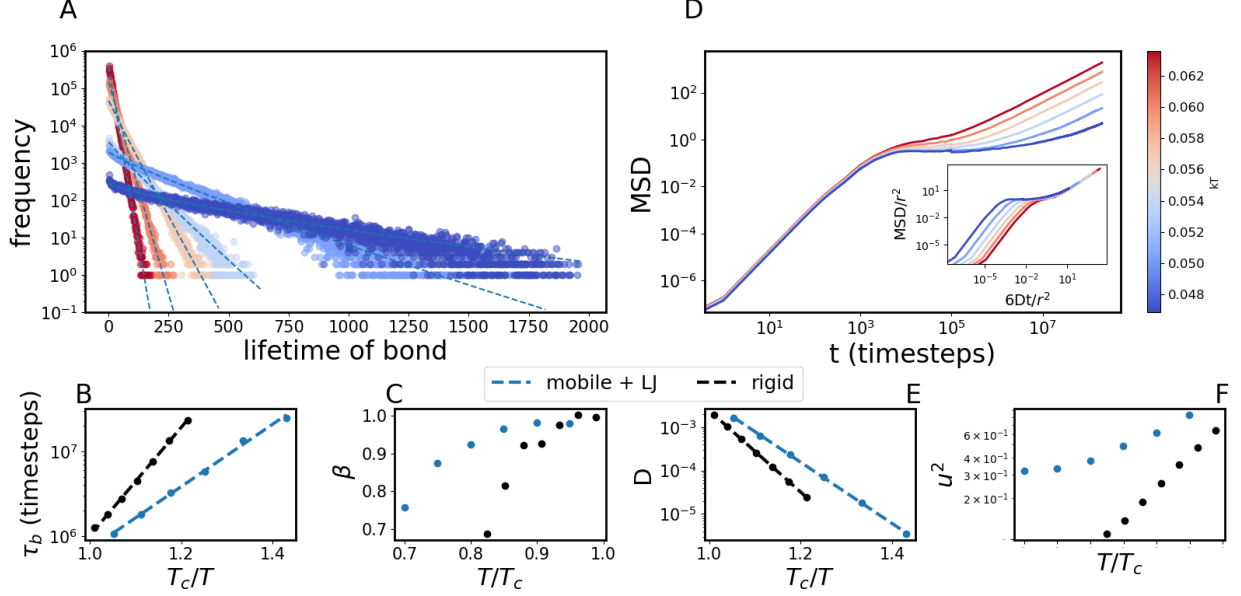 A
D
10^6
10^5
10^4
10^3
10^2
10^1
10^0
10^-1
frequency
0 250 500 750 1000 1250 1500 1750 2000
lifetime of bond
10^2
10^0
10^-2
10^-4
10^-6
MSD
10^1 10^3 10^5 10^7
t (timesteps)
10^1
10^-2
10^-5
MSD/r^2
10^-5 10^-2 10^1
6Dt/r^2
0.062
0.060
0.058
0.056
0.054
0.052
0.050
0.048
kT
mobile + LJ
rigid
B
C
E
F
10^7
10^6
τ_b (timesteps)
1.0 1.2 1.4
T_c/T
1.0
0.9
0.8
0.7
β
0.7 0.8 0.9 1.0
T/T_c
10^-3
10^-4
10^-5
D
1.0 1.2 1.4
T_c/T
6 × 10^-1
4 × 10^-1
3 × 10^-1
2 × 10^-1
u^2
T/T_c